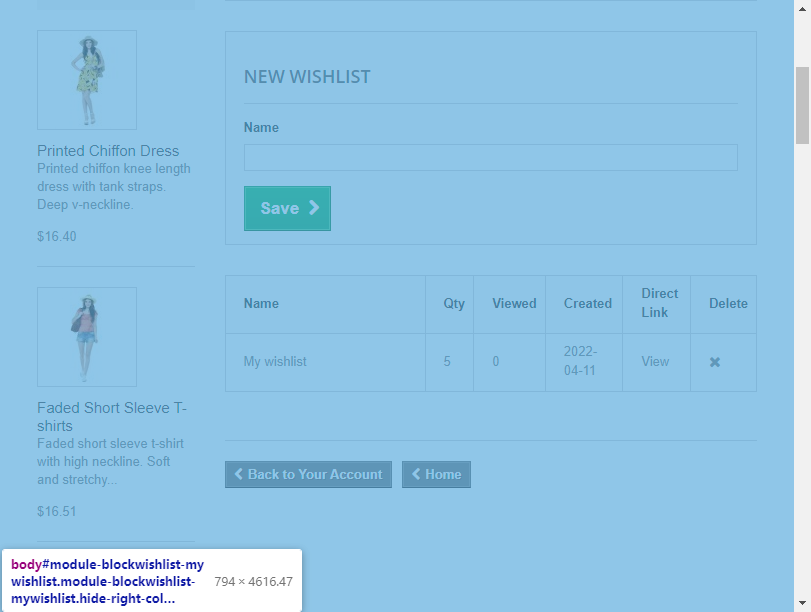 NEW WISHLIST
Name
Save
Printed Chiffon Dress
Printed chiffon knee length
dress with tank straps.
Deep v-neckline.
$16.40
Name Qty Viewed Created Direct Link Delete
My wishlist 5 0 2022-04-11 View
Faded Short Sleeve T-
shirts
Faded short sleeve t-shirt
with high neckline. Soft
and stretchy...
$16.51
Back to Your Account
Home
body#module-blockwishlist-my
wishlist.module-blockwishlist-
mywishlist.hide-right-col...
794 × 4616.47